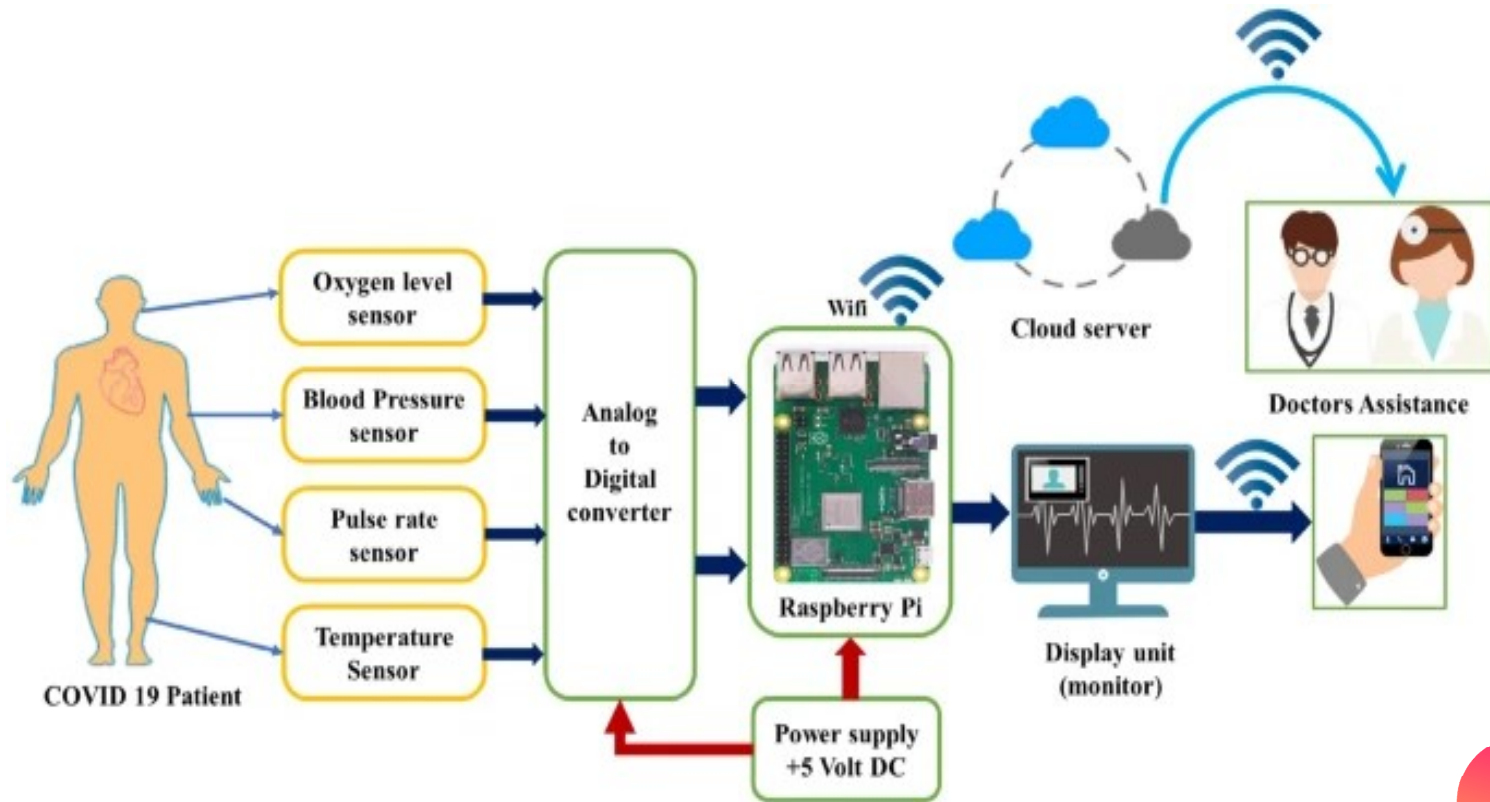 COVID 19 Patient
Oxygen level
sensor
Blood Pressure
sensor
Pulse rate
sensor
Temperature
Sensor
Analog
to
Digital
converter
Wifi
Raspberry Pi
Power supply
+5 Volt DC
Cloud server
Doctors Assistance
Display unit
(monitor)